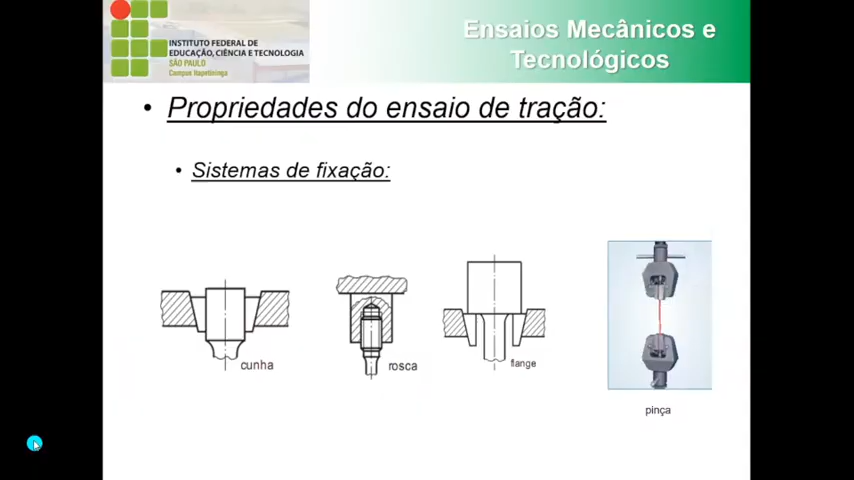 INSTITUTO FEDERAL DE
EDUCAÇÃO, CIÊNCIA E TECNOLOGIA
SÃO PAULO
Campus Itapetininga
Ensaios Mecânicos e
Tecnológicos
• Propriedades do ensaio de tração:
• Sistemas de fixação:
cunha
rosca
flange
pinça